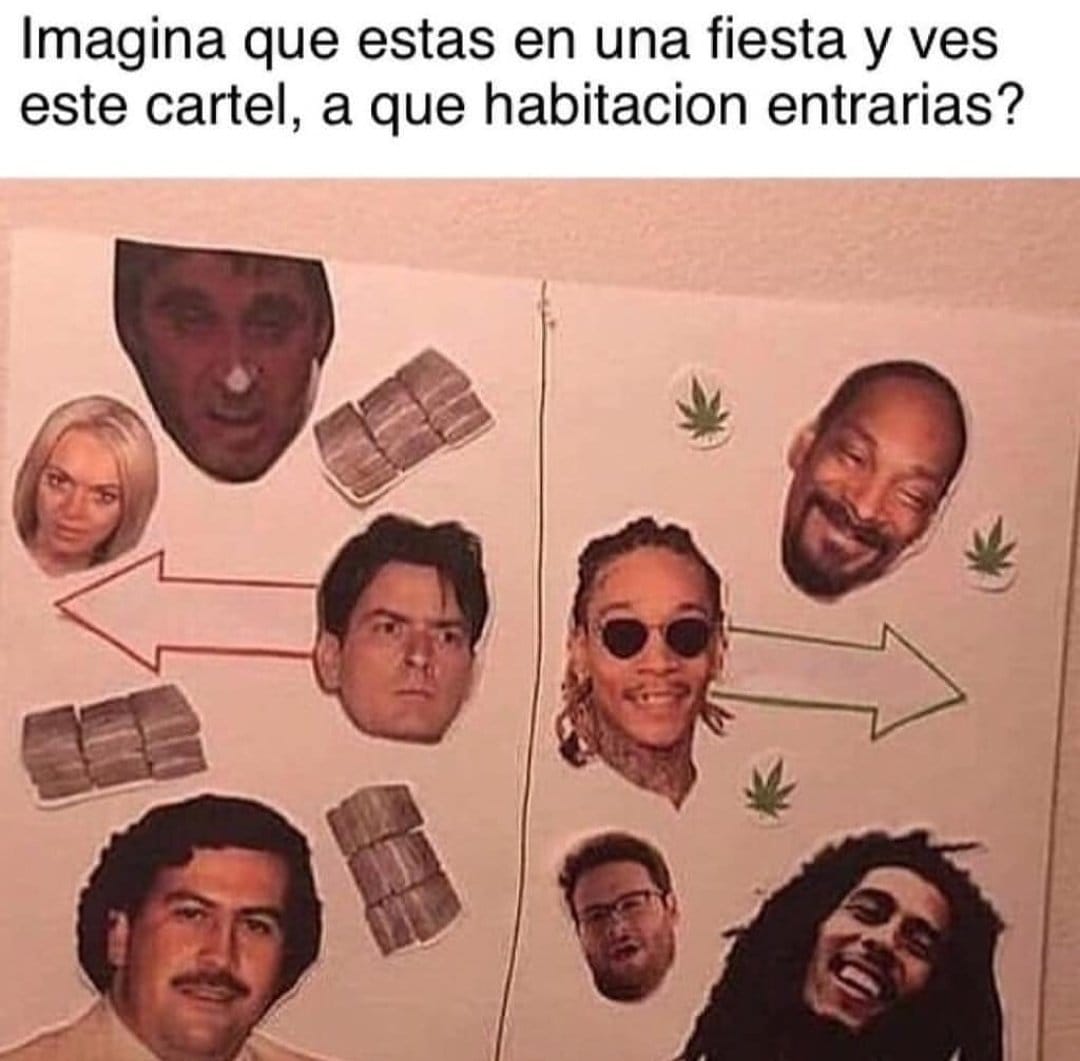 Imagina que estas en una fiesta y ves
este cartel, a que habitacion entrarias?